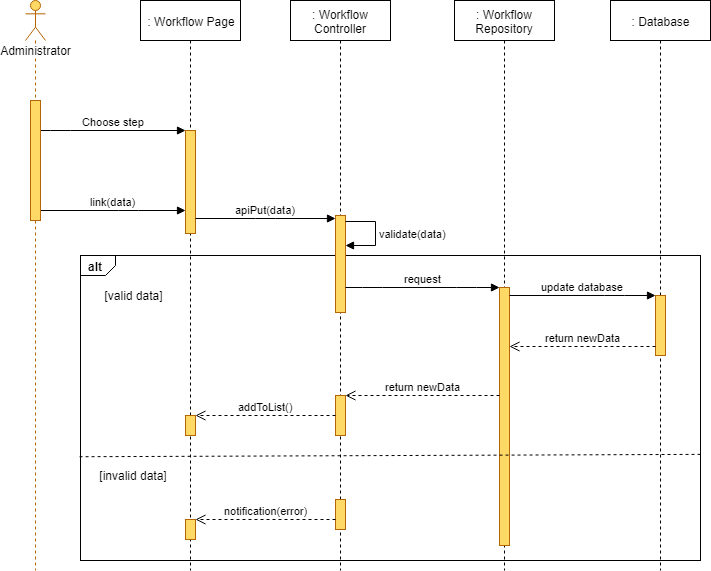 Administrator
: Workflow Page
: Workflow
Controller
: Workflow
Repository
: Database
Choose step
link(data)
apiPut(data)
validate(data)
alt
[valid data]
request
update database
return newData
return newData
addToList()
[invalid data]
notification(error)